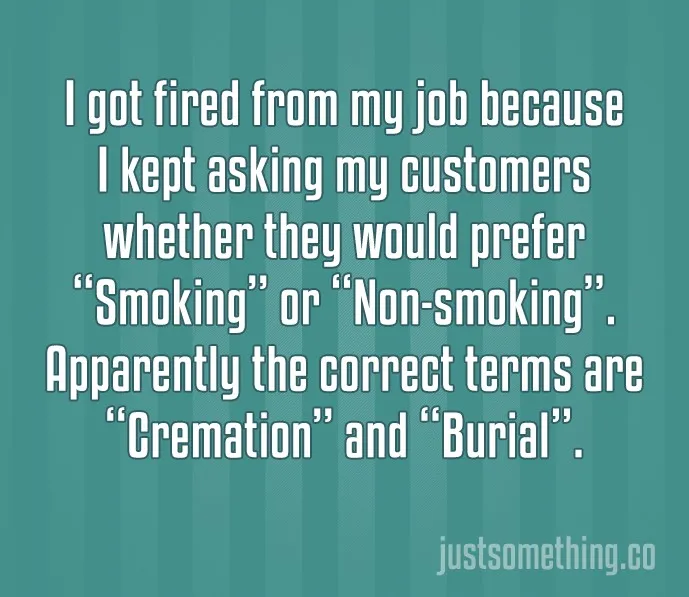 I got fired from my job because
I kept asking my customers
whether they would prefer
“Smoking” or “Non-smoking”.
Apparently the correct terms are
“Cremation” and “Burial”.
justsomething.co